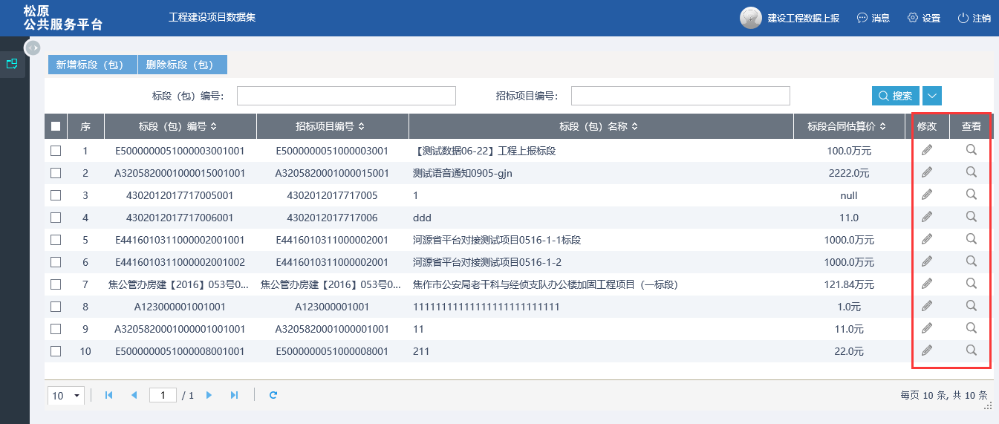 松原
公共服务平台
工程建设项目数据集
建设工程数据上报 消息 设置 注销
新增标段（包） 删除标段（包）
标段（包）编号： 招标项目编号： 搜索
序 标段（包）编号 招标项目编号 标段（包）名称 标段合同估算价 修改 查看
1 E5000000051000003001001 E5000000051000003001 【测试数据06-22】工程上报标段 100.0万元
2 A3205820001000015001001 A3205820001000015001 测试语音通知0905-gjn 2222.0元
3 4302012017717005001 4302012017717005 1 null
4 4302012017717006001 4302012017717006 ddd 11.0
5 E4416010311000002001001 E4416010311000002001 河源省平台对接测试项目0516-1-1标段 1000.0万元
6 E4416010311000002001002 E4416010311000002001 河源省平台对接测试项目0516-1-2 1000.0万元
7 焦公管办房建【2016】053号0... 焦公管办房建【2016】053号0... 焦作市公安局老干科与经侦支队办公楼加固工程项目（一标段） 121.84万元
8 A123000001001001 A123000001001 1.0元
9 A3205820001000001001001 A3205820001000001001 11 11.0元
10 E5000000051000008001001 E5000000051000008001 211 22.0元
10 1 / 1 每页 10 条, 共 10 条